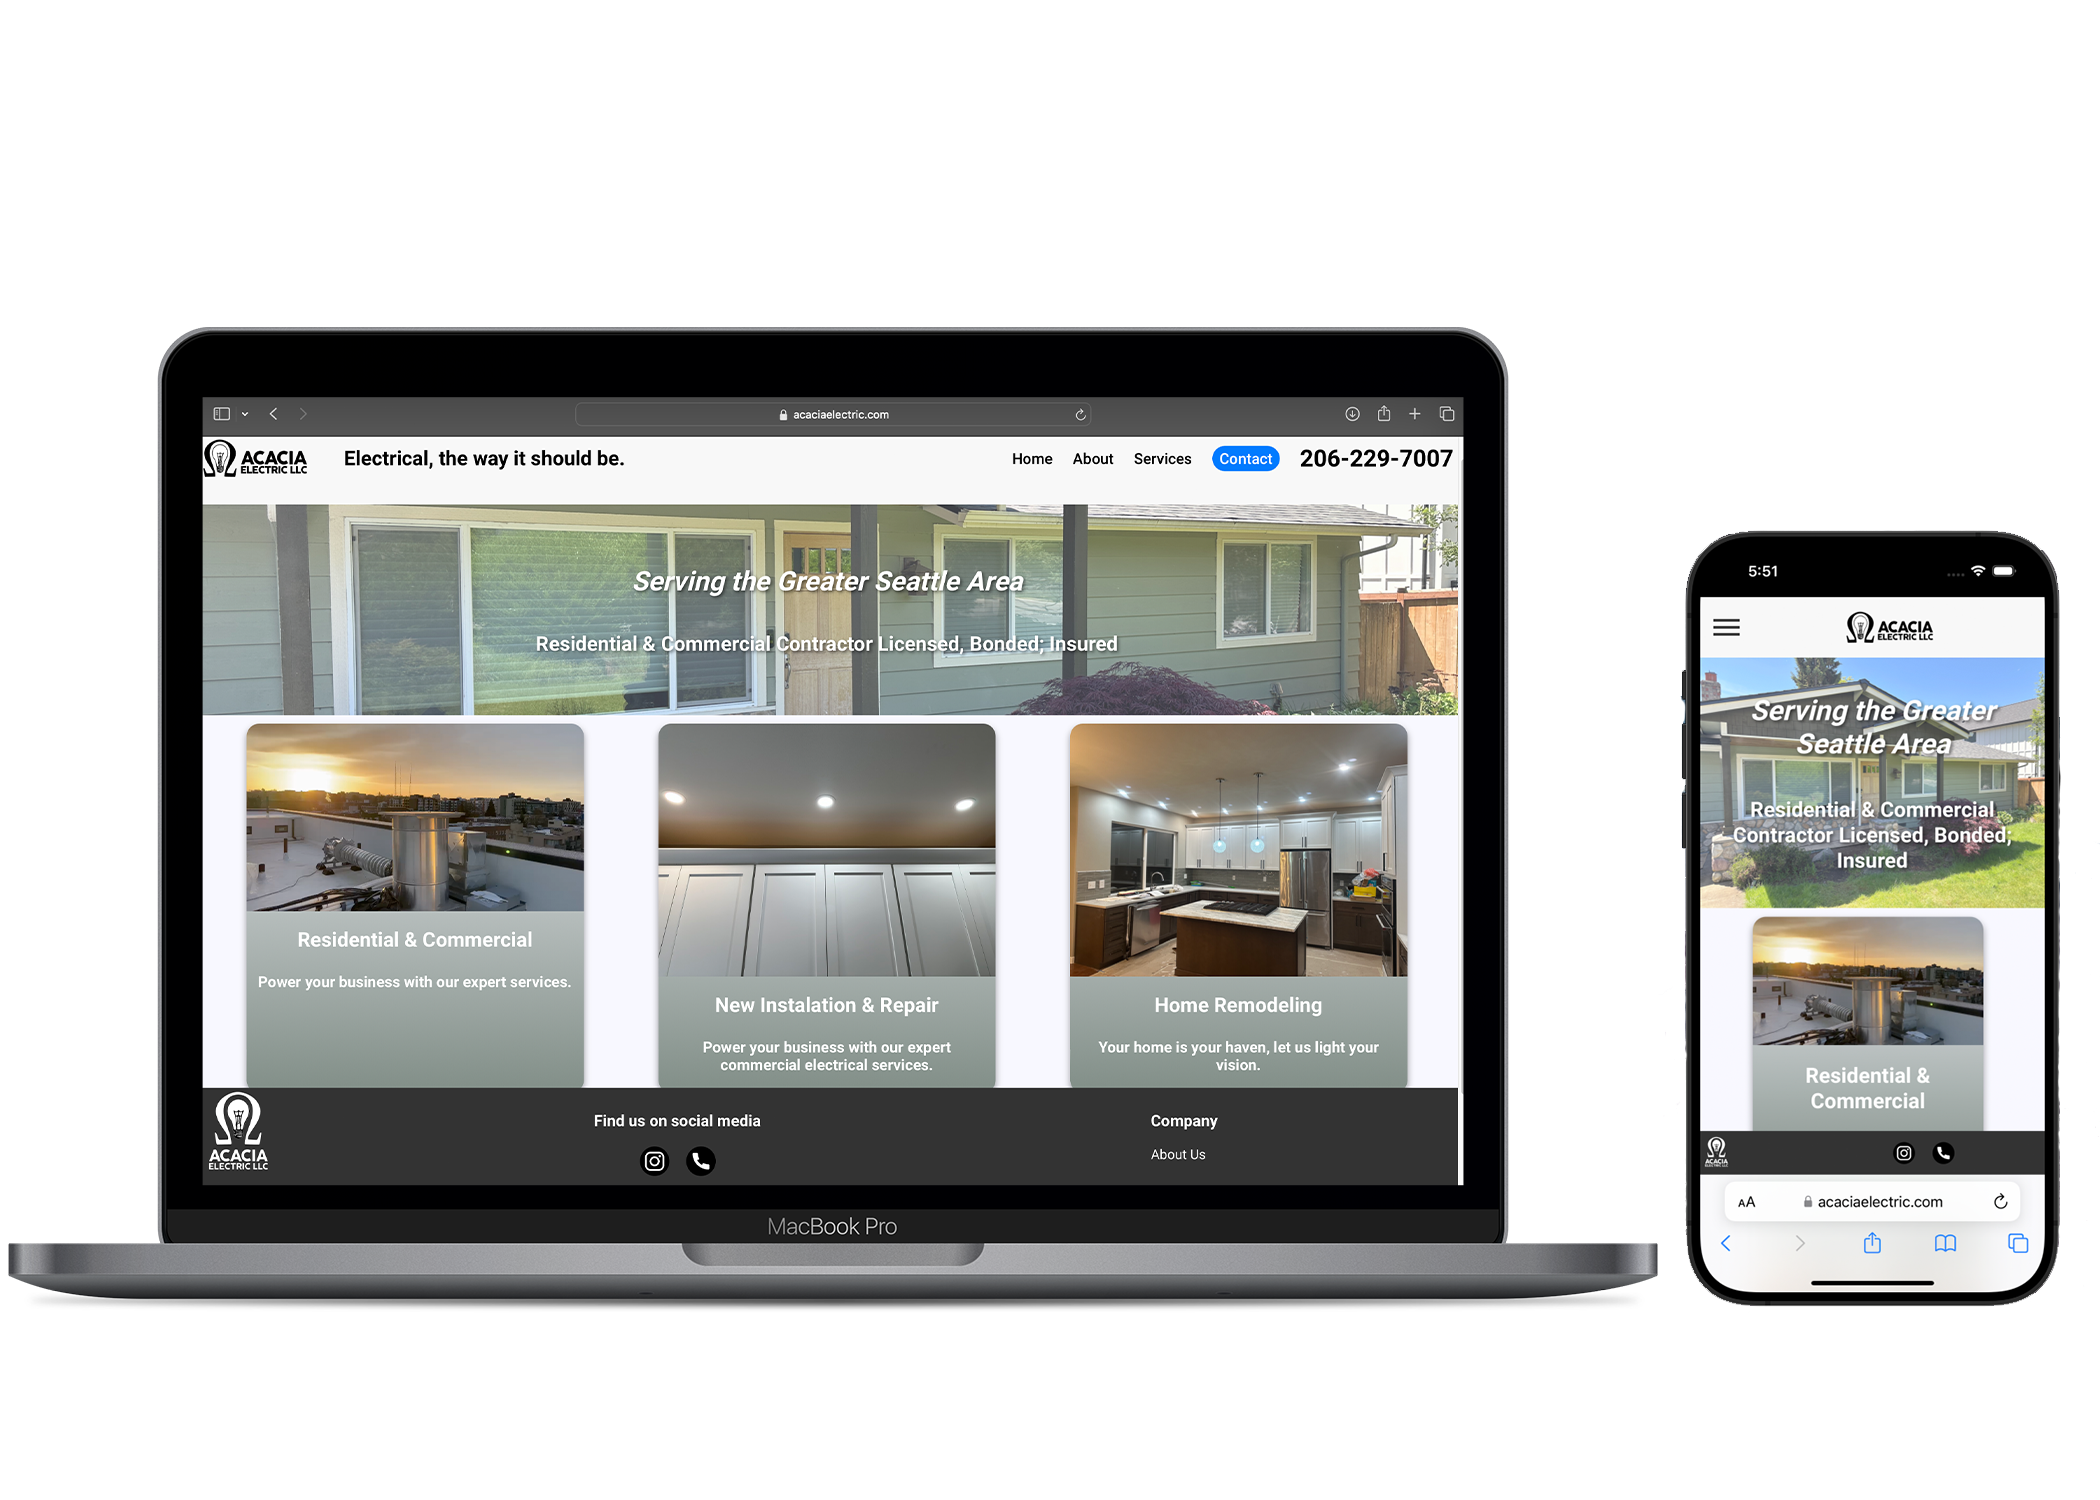 acaciaelectric.com
ACACIA
ELECTRIC LLC
Electrical, the way it should be.
Home About Services Contact 206-229-7007
Serving the Greater Seattle Area
Residential & Commercial Contractor Licensed, Bonded; Insured
Residential & Commercial
Power your business with our expert services.
New Instalation & Repair
Power your business with our expert
commercial electrical services.
Home Remodeling
Your home is your haven, let us light your
vision.
ACACIA
ELECTRIC LLC
Find us on social media
Company
About Us
MacBook Pro
5:51
ACACIA
ELECTRIC LLC
Serving the Greater
Seattle Area
Residential & Commercial
Contractor Licensed, Bonded;
Insured
Residential &
Commercial
ACACIA
ELECTRIC LLC
AA acaciaelectric.com